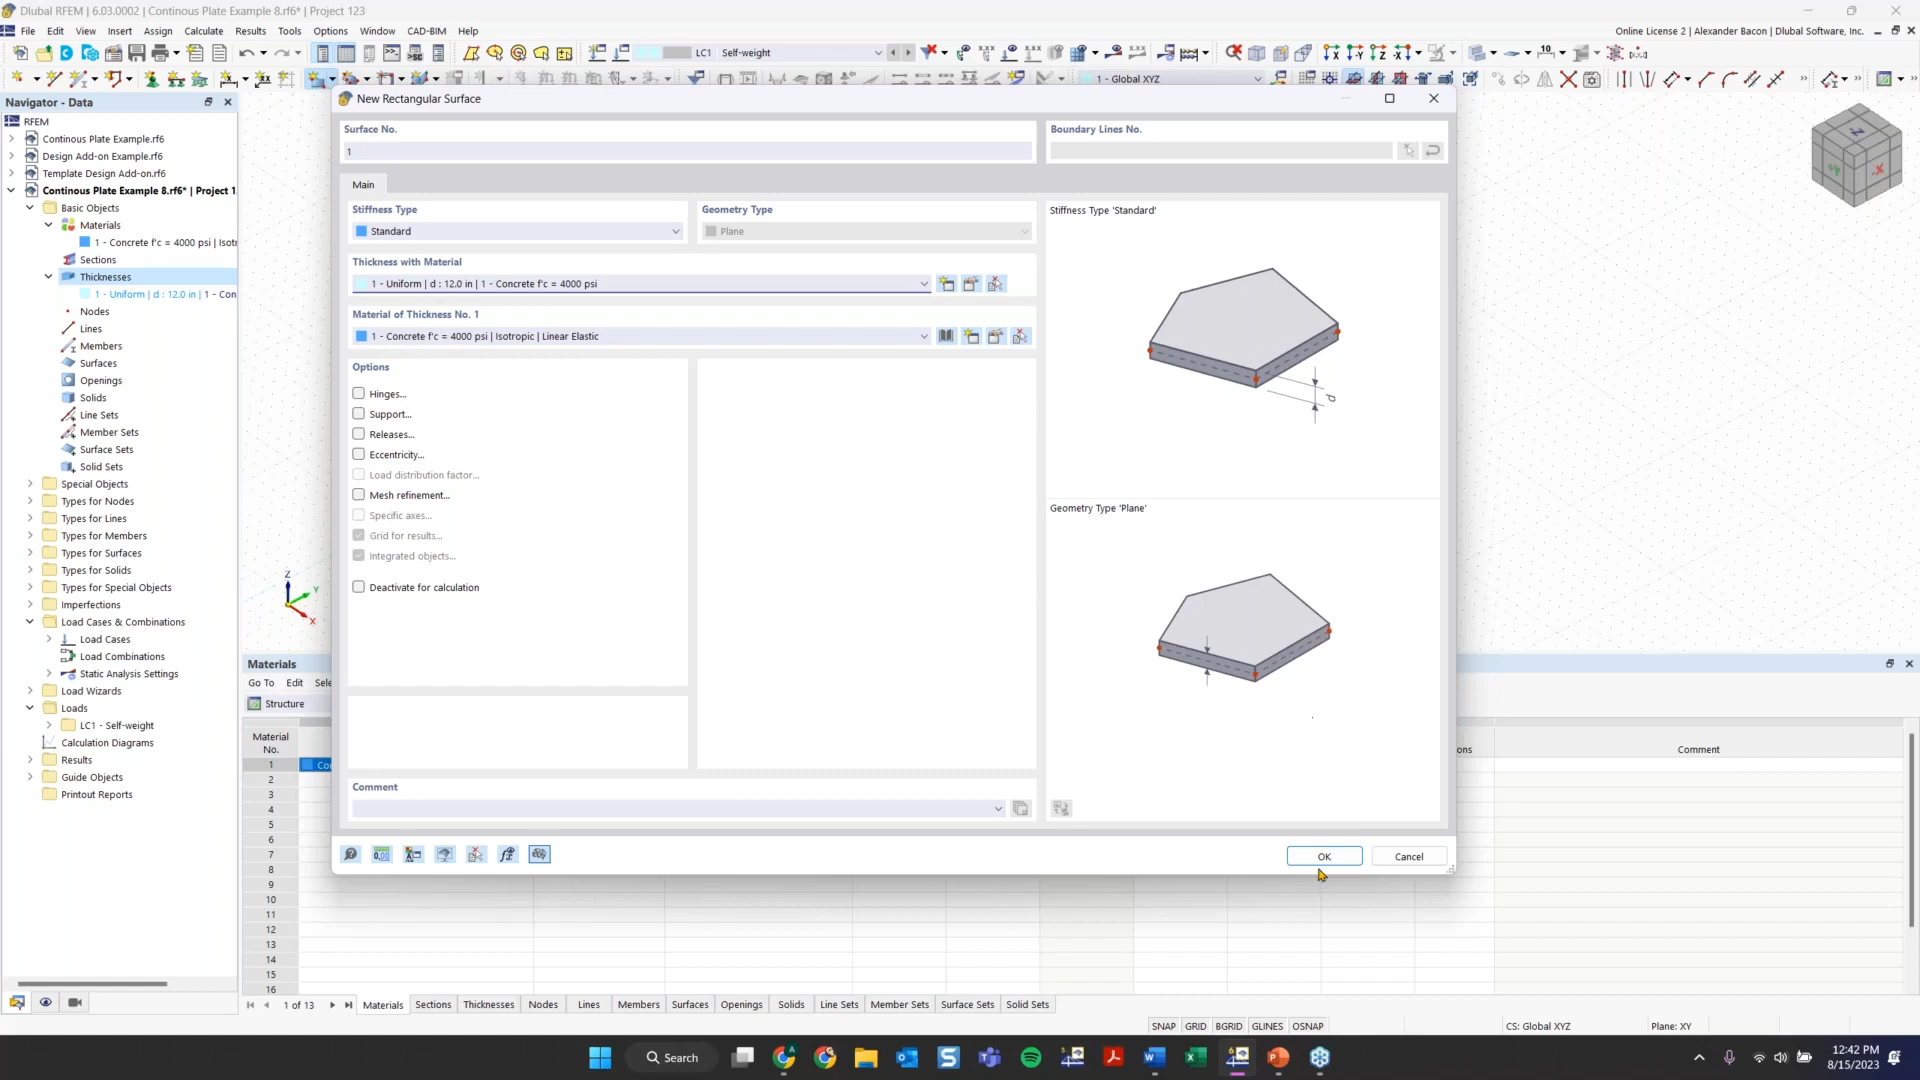 Dlubal RFEM | 6.03.0002 | Continous Plate Example 8.rf6* | Project 123
File Edit View Insert Assign Calculate Results Tools Options Window CAD-BIM Help
Online License 2 | Alexander Bacon | Dlubal Software, Inc.
LC1 Self-weight
1 - Global XYZ
Navigator - Data
RFEM
Continous Plate Example.rf6
Design Add-on Example.rf6
Template Design Add-on.rf6
Continous Plate Example 8.rf6* | Project 1
Basic Objects
Materials
1 - Concrete f'c = 4000 psi | Isotr
Sections
Thicknesses
1 - Uniform | d : 12.0 in | 1 - Con
Nodes
Lines
Members
Surfaces
Openings
Solids
Line Sets
Member Sets
Surface Sets
Solid Sets
Special Objects
Types for Nodes
Types for Lines
Types for Members
Types for Surfaces
Types for Solids
Types for Special Objects
Imperfections
Load Cases & Combinations
Load Cases
Load Combinations
Static Analysis Settings
Load Wizards
Loads
LC1 - Self-weight
Calculation Diagrams
Results
Guide Objects
Printout Reports
New Rectangular Surface
Surface No.
1
Boundary Lines No.
Main
Stiffness Type
Standard
Geometry Type
Plane
Thickness with Material
1 - Uniform | d : 12.0 in | 1 - Concrete f'c = 4000 psi
Material of Thickness No. 1
1 - Concrete f'c = 4000 psi | Isotropic | Linear Elastic
Options
Hinges...
Support...
Releases...
Eccentricity...
Load distribution factor...
Mesh refinement...
Specific axes...
Grid for results...
Integrated objects...
Deactivate for calculation
Comment
Stiffness Type 'Standard'
d
Geometry Type 'Plane'
OK Cancel
Z
Y
X
-Z
+Y
-X
Materials
Go To Edit Sele
Structure
Material
No.
ons
Comment
1 Co
2
3
4
5
6
7
8
9
10
11
12
13
14
15
16
1 of 13 Materials Sections Thicknesses Nodes Lines Members Surfaces Openings Solids Line Sets Member Sets Surface Sets Solid Sets
SNAP GRID BGRID GLINES OSNAP
CS: Global XYZ
Plane: XY
Search
12:42 PM
8/15/2023